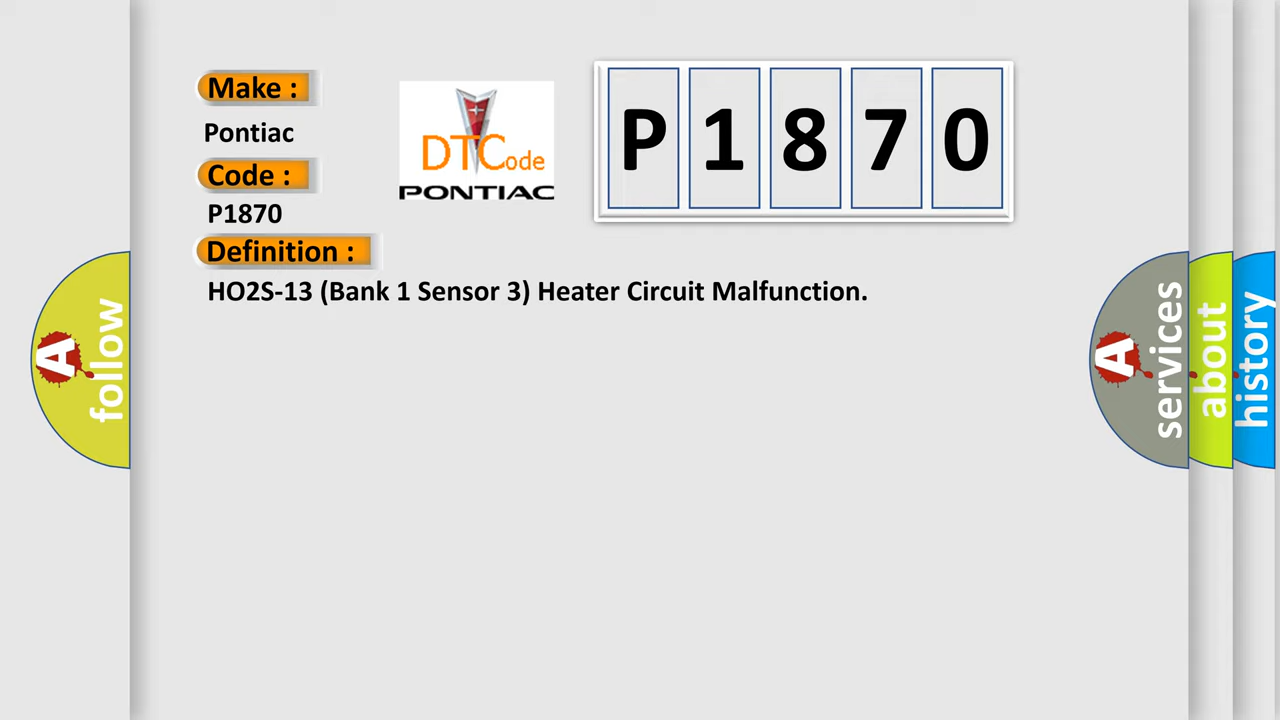 Make :
Pontiac
Code :
P1870
Definition :
HO2S-13 (Bank 1 Sensor 3) Heater Circuit Malfunction.
DTCode
PONTIAC
P 1 8 7 0
A follow
A services
about
history